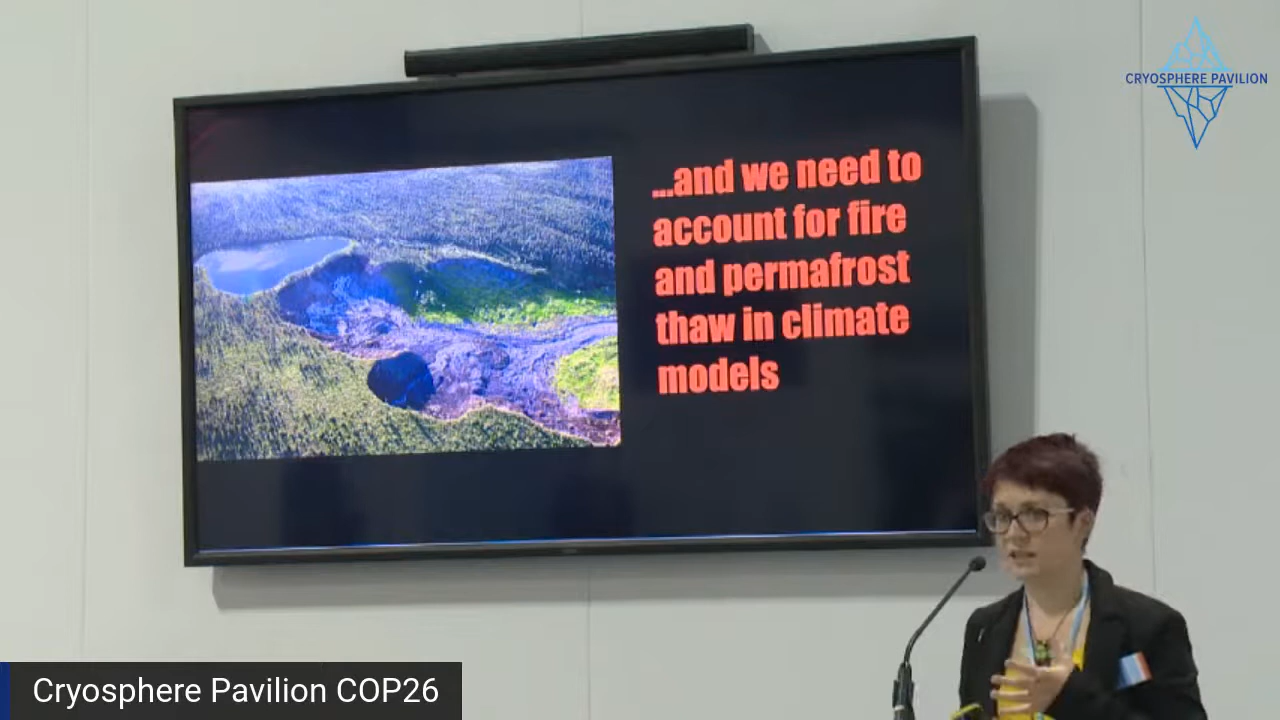 CRYOSPHERE PAVILION
...and we need to
account for fire
and permafrost
thaw in climate
models
Cryosphere Pavilion COP26